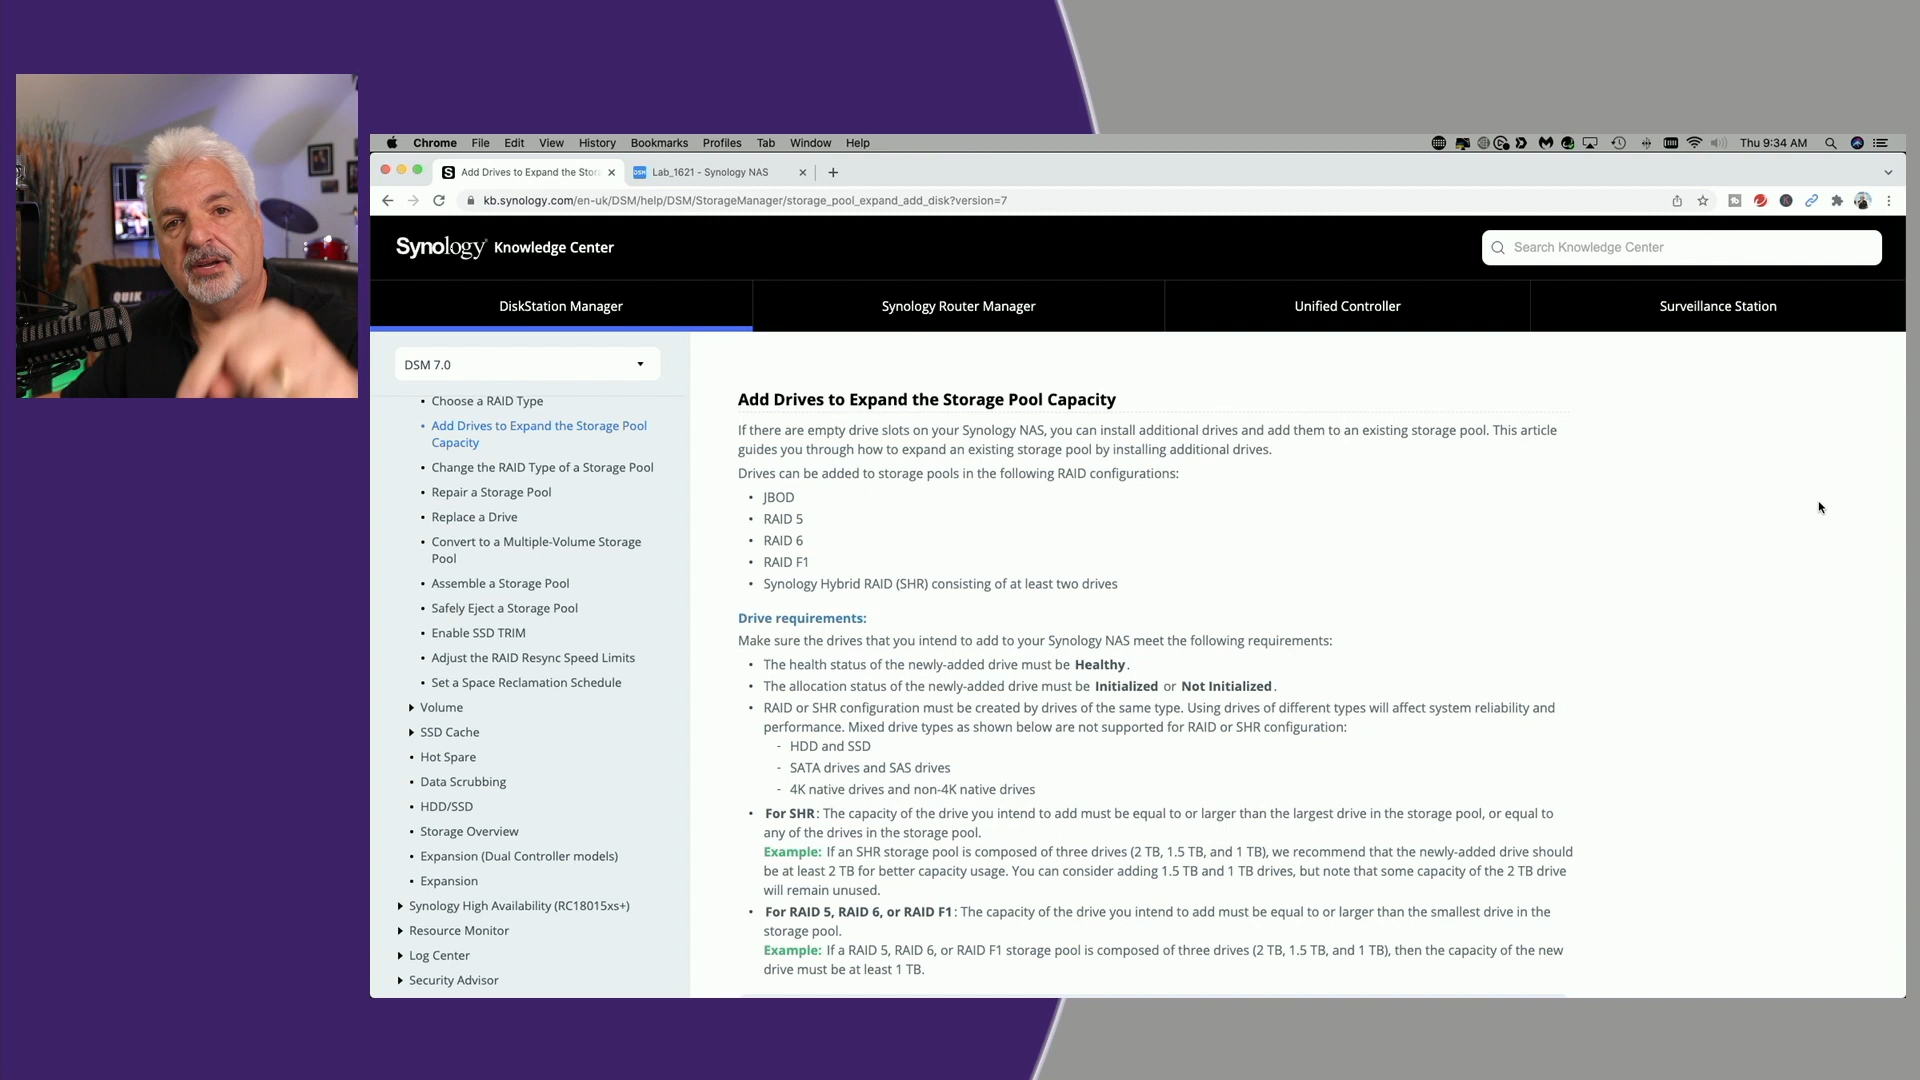 Chrome File Edit View History Bookmarks Profiles Tab Window Help
Thu 9:34 AM
Add Drives to Expand the Stor
Lab_1621 - Synology NAS
kb.synology.com/en-uk/DSM/help/DSM/StorageManager/storage_pool_expand_add_disk?version=7
Synology Knowledge Center
Search Knowledge Center
DiskStation Manager
Synology Router Manager
Unified Controller
Surveillance Station
DSM 7.0
• Choose a RAID Type
• Add Drives to Expand the Storage Pool
Capacity
• Change the RAID Type of a Storage Pool
• Repair a Storage Pool
• Replace a Drive
• Convert to a Multiple-Volume Storage
Pool
• Assemble a Storage Pool
• Safely Eject a Storage Pool
• Enable SSD TRIM
• Adjust the RAID Resync Speed Limits
• Set a Space Reclamation Schedule
Volume
SSD Cache
• Hot Spare
• Data Scrubbing
• HDD/SSD
• Storage Overview
• Expansion (Dual Controller models)
• Expansion
Synology High Availability (RC18015xs+)
Resource Monitor
Log Center
Security Advisor
Add Drives to Expand the Storage Pool Capacity
If there are empty drive slots on your Synology NAS, you can install additional drives and add them to an existing storage pool. This article
guides you through how to expand an existing storage pool by installing additional drives.
Drives can be added to storage pools in the following RAID configurations:
• JBOD
• RAID 5
• RAID 6
• RAID F1
• Synology Hybrid RAID (SHR) consisting of at least two drives
Drive requirements:
Make sure the drives that you intend to add to your Synology NAS meet the following requirements:
• The health status of the newly-added drive must be Healthy.
• The allocation status of the newly-added drive must be Initialized or Not Initialized.
• RAID or SHR configuration must be created by drives of the same type. Using drives of different types will affect system reliability and
performance. Mixed drive types as shown below are not supported for RAID or SHR configuration:
- HDD and SSD
- SATA drives and SAS drives
- 4K native drives and non-4K native drives
• For SHR: The capacity of the drive you intend to add must be equal to or larger than the largest drive in the storage pool, or equal to
any of the drives in the storage pool.
Example: If an SHR storage pool is composed of three drives (2 TB, 1.5 TB, and 1 TB), we recommend that the newly-added drive should
be at least 2 TB for better capacity usage. You can consider adding 1.5 TB and 1 TB drives, but note that some capacity of the 2 TB drive
will remain unused.
• For RAID 5, RAID 6, or RAID F1: The capacity of the drive you intend to add must be equal to or larger than the smallest drive in the
storage pool.
Example: If a RAID 5, RAID 6, or RAID F1 storage pool is composed of three drives (2 TB, 1.5 TB, and 1 TB), then the capacity of the new
drive must be at least 1 TB.